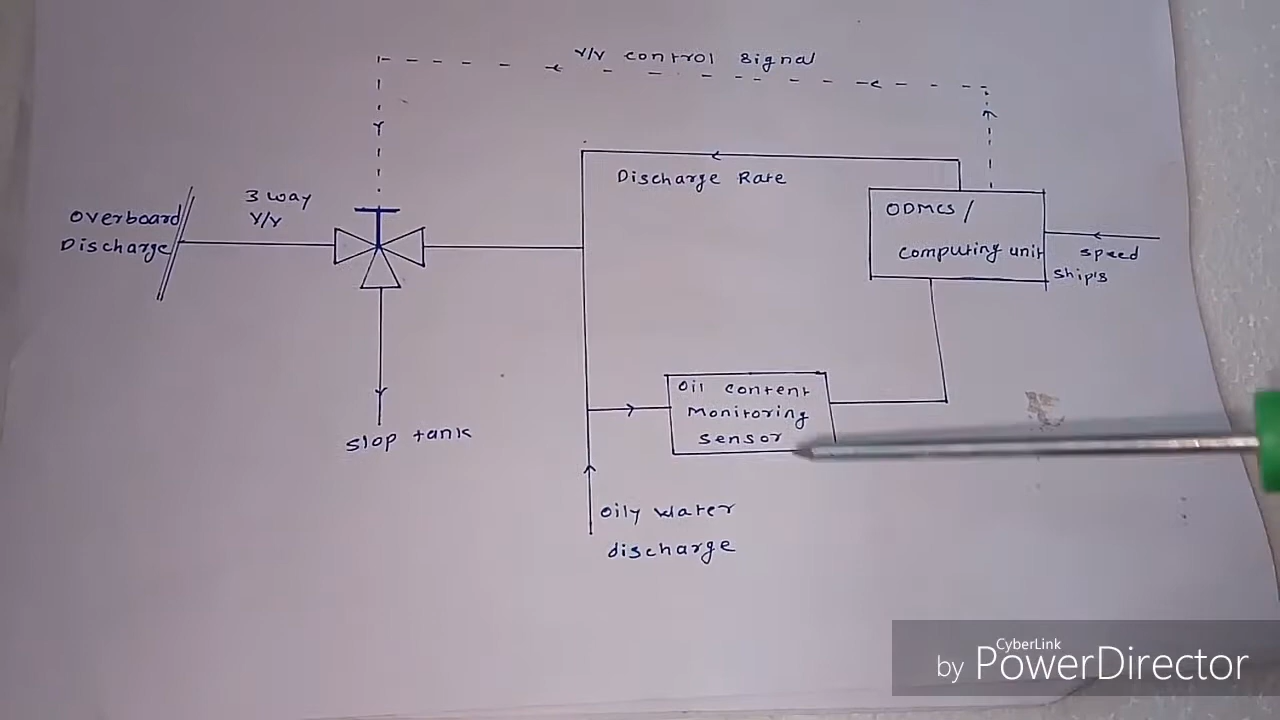 v/v control signal
Discharge Rate
3 way
v/v
Overboard
Discharge
ODMCS /
computing unit
speed
ship's
Oil content
Monitoring
sensor
slop tank
Oily water
discharge
CyberLink
by PowerDirector